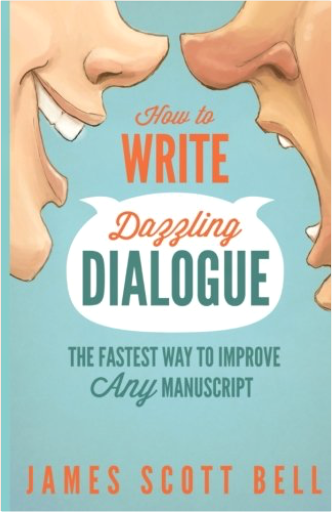 How to
WRITE
Dazzling
DIALOGUE
THE FASTEST WAY TO IMPROVE
Any MANUSCRIPT
JAMES SCOTT BELL